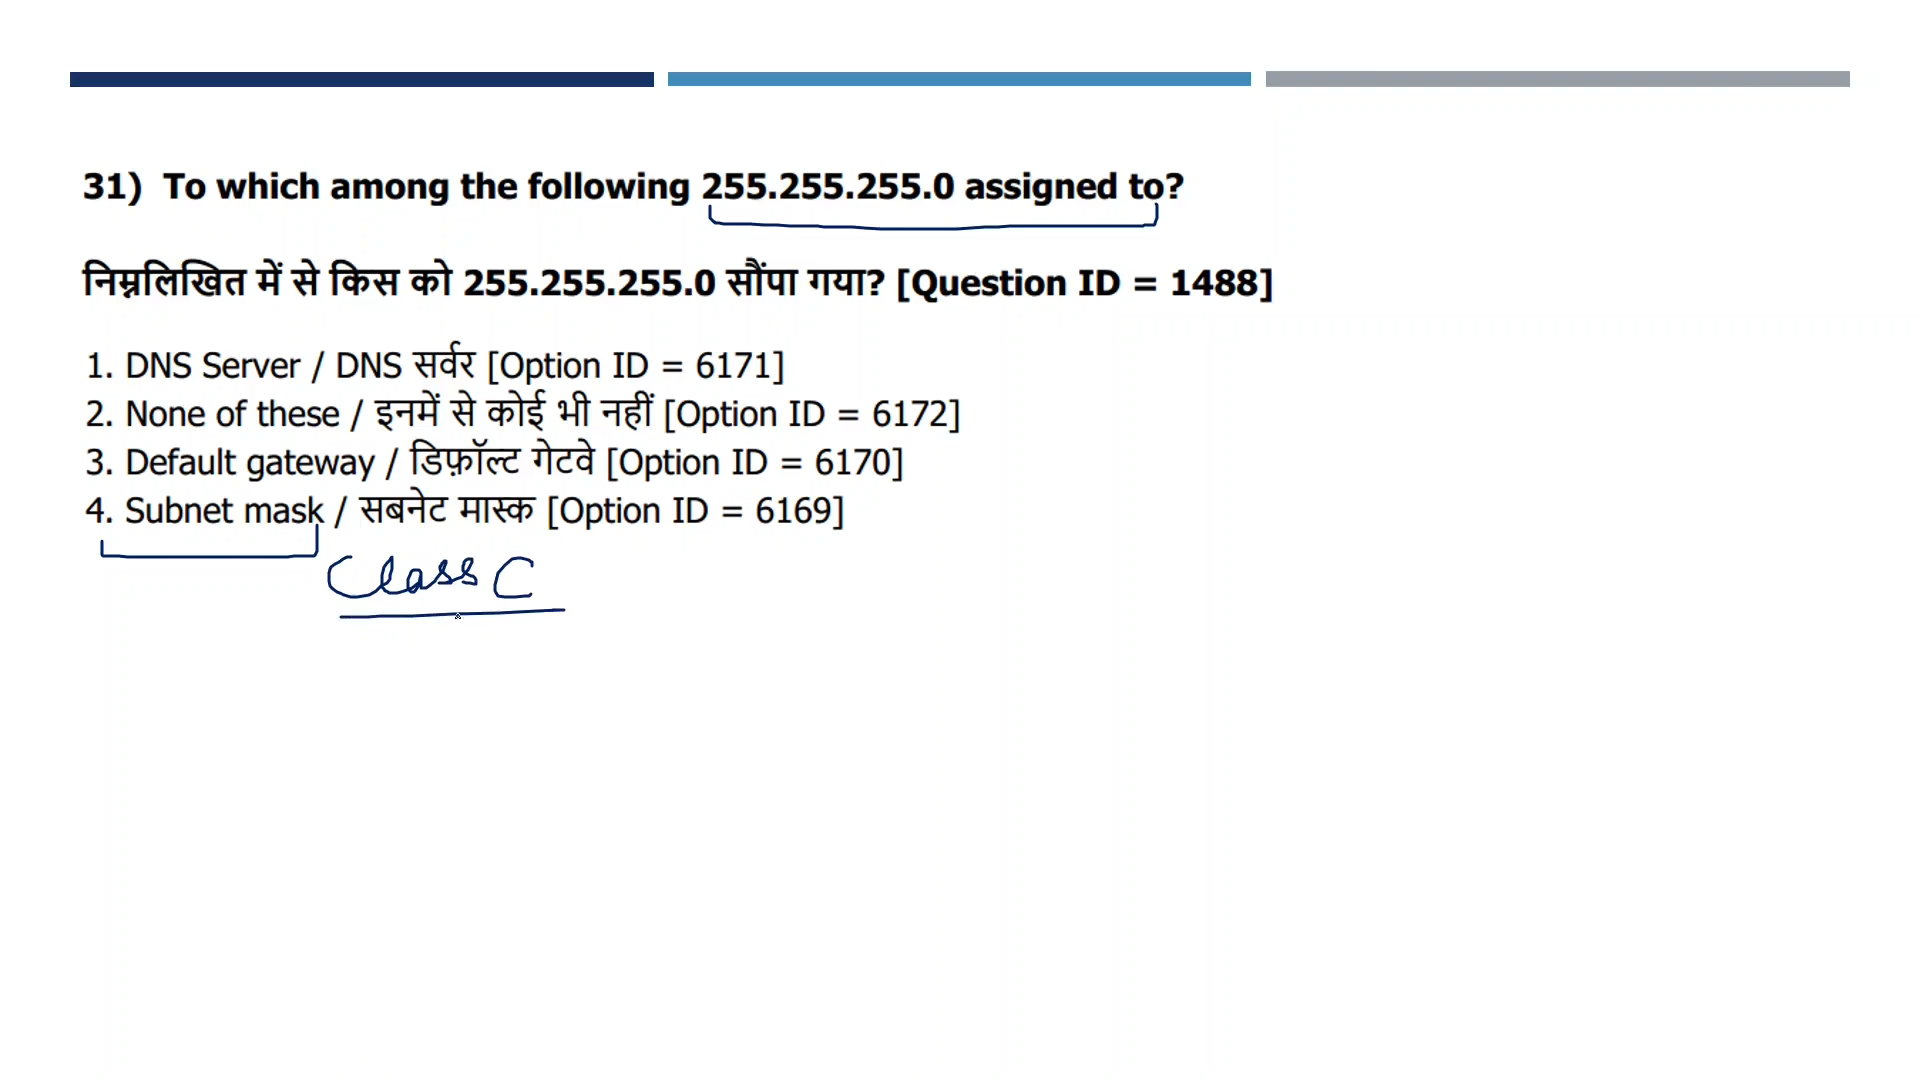 31) To which among the following 255.255.255.0 assigned to?
निम्नलिखित में से किस को 255.255.255.0 सौंपा गया? [Question ID = 1488]
1. DNS Server / DNS सर्वर [Option ID = 6171]
2. None of these / इनमें से कोई भी नहीं [Option ID = 6172]
3. Default gateway / डिफ़ॉल्ट गेटवे [Option ID = 6170]
4. Subnet mask / सबनेट मास्क [Option ID = 6169]
Class C